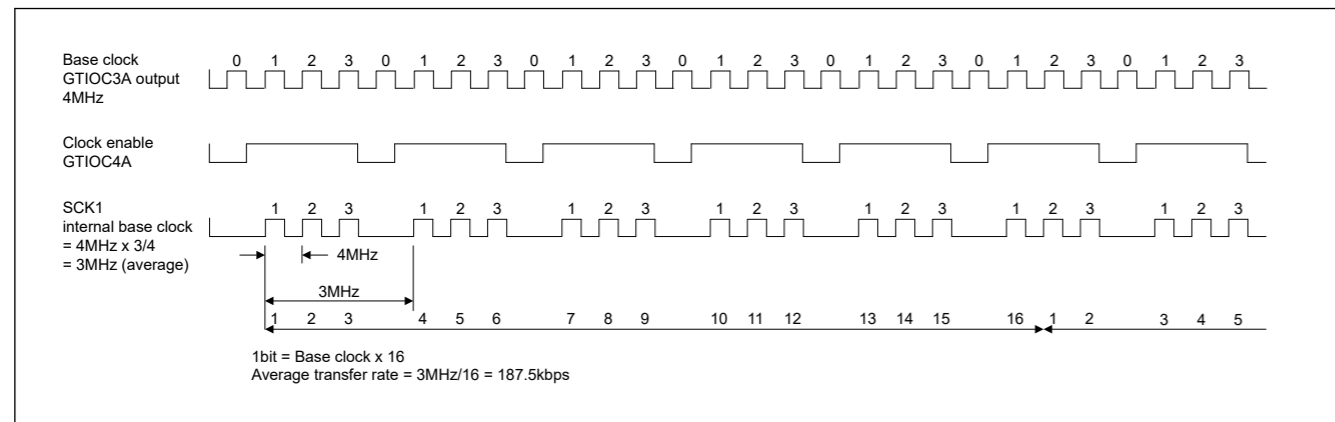 Base clock
GTIOC3A output
4MHz
0 1 2 3 0 1 2 3 0 1 2 3 0 1 2 3 0 1 2 3 0 1 2 3 0 1 2 3
Clock enable
GTIOC4A
SCK1
internal base clock
= 4MHz x 3/4
= 3MHz (average)
1 2 3 1 2 3 1 2 3 1 2 3 1 2 3 1 2 3 1 2 3
4MHz
3MHz
1 2 3 4 5 6 7 8 9 10 11 12 13 14 15 16 1 2 3 4 5
1bit = Base clock x 16
Average transfer rate = 3MHz/16 = 187.5kbps